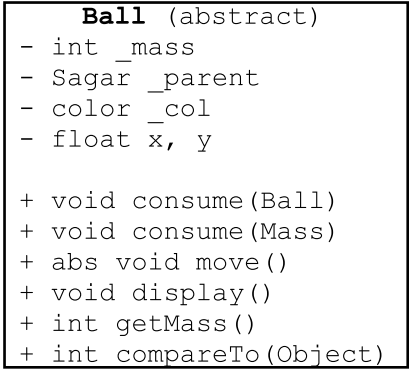 Ball (abstract)
- int _mass
- Sagar _parent
- color _col
- float x, y
+ void consume(Ball)
+ void consume(Mass)
+ abs void move()
+ void display()
+ int getMass()
+ int compareTo(Object)